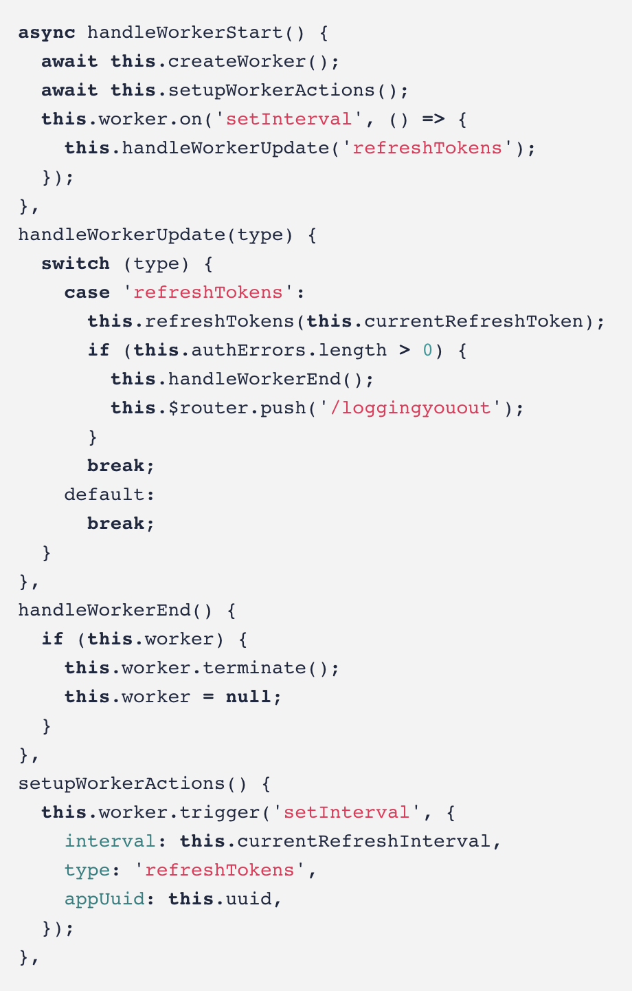 async handleWorkerStart() {
  await this.createWorker();
  await this.setupWorkerActions();
  this.worker.on('setInterval', () => {
    this.handleWorkerUpdate('refreshTokens');
  });
},
handleWorkerUpdate(type) {
  switch (type) {
    case 'refreshTokens':
      this.refreshTokens(this.currentRefreshToken);
      if (this.authErrors.length > 0) {
        this.handleWorkerEnd();
        this.$router.push('/loggingyouout');
      }
      break;
    default:
      break;
  }
},
handleWorkerEnd() {
  if (this.worker) {
    this.worker.terminate();
    this.worker = null;
  }
},
setupWorkerActions() {
  this.worker.trigger('setInterval', {
    interval: this.currentRefreshInterval,
    type: 'refreshTokens',
    appUuid: this.uuid,
  });
},